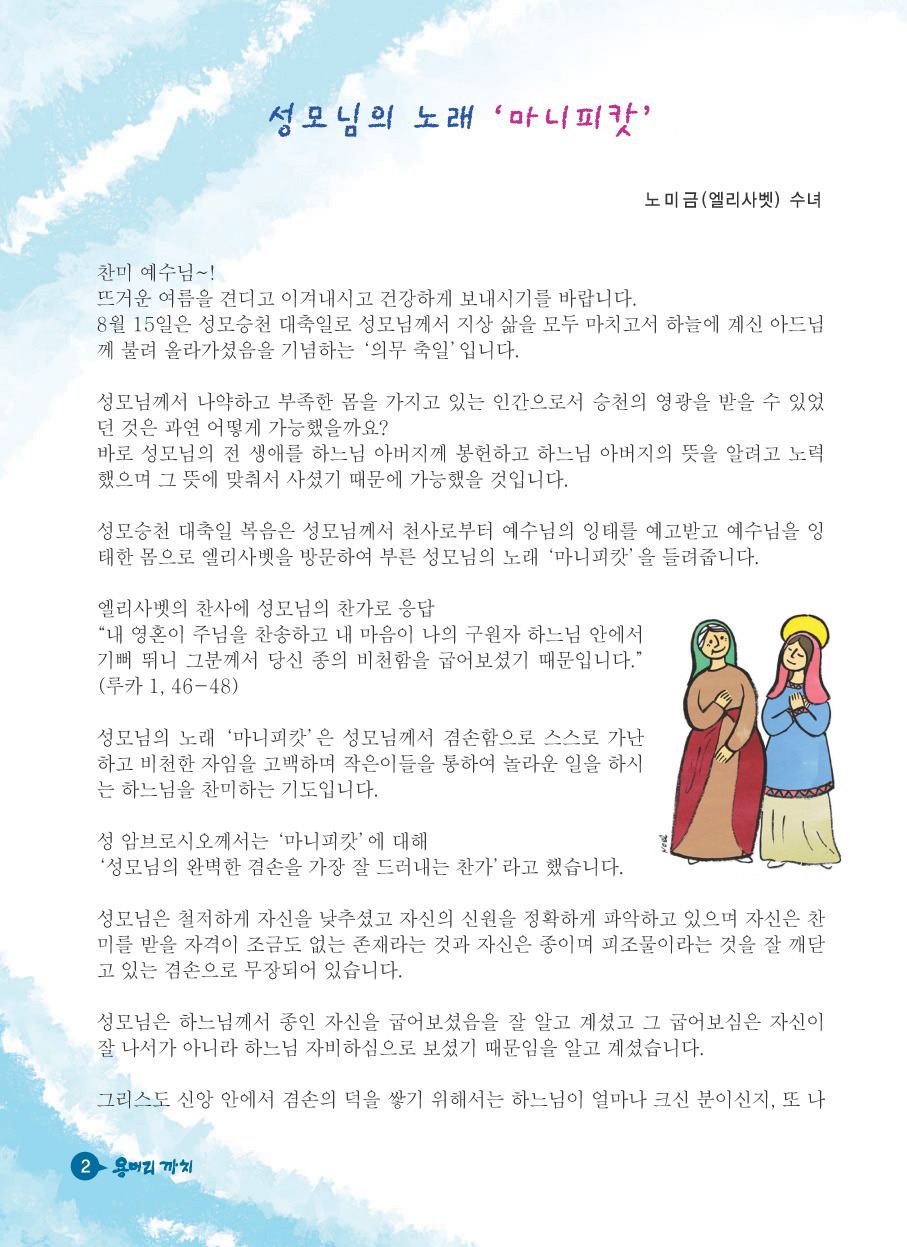 성모님의 노래 ‘마니피캇’
노미금(엘리사벳) 수녀
찬미 예수님~!
뜨거운 여름을 견디고 이겨내시고 건강하게 보내시기를 바랍니다.
8월 15일은 성모승천 대축일로 성모님께서 지상 삶을 모두 마치고서 하늘에 계신 아드님
께 불려 올라가셨음을 기념하는 ‘의무 축일’입니다.
성모님께서 나약하고 부족한 몸을 가지고 있는 인간으로서 승천의 영광을 받을 수 있었
던 것은 과연 어떻게 가능했을까요?
바로 성모님의 전 생애를 하느님 아버지께 봉헌하고 하느님 아버지의 뜻을 알려고 노력
했으며 그 뜻에 맞춰서 사셨기 때문에 가능했을 것입니다.
성모승천 대축일 복음은 성모님께서 천사로부터 예수님의 잉태를 예고받고 예수님을 잉
태한 몸으로 엘리사벳을 방문하여 부른 성모님의 노래 ‘마니피캇’을 들려줍니다.
엘리사벳의 찬사에 성모님의 찬가로 응답
“내 영혼이 주님을 찬송하고 내 마음이 나의 구원자 하느님 안에서
기뻐 뛰니 그분께서 당신 종의 비천함을 굽어보셨기 때문입니다.”
(루카 1, 46-48)
성모님의 노래 ‘마니피캇’은 성모님께서 겸손함으로 스스로 가난
하고 비천한 자임을 고백하며 작은이들을 통하여 놀라운 일을 하시
는 하느님을 찬미하는 기도입니다.
성 암브로시오께서는 ‘마니피캇’에 대해
‘성모님의 완벽한 겸손을 가장 잘 드러내는 찬가’라고 했습니다.
성모님은 철저하게 자신을 낮추셨고 자신의 신원을 정확하게 파악하고 있으며 자신은 찬
미를 받을 자격이 조금도 없는 존재라는 것과 자신은 종이며 피조물이라는 것을 잘 깨닫
고 있는 겸손으로 무장되어 있습니다.
성모님은 하느님께서 종인 자신을 굽어보셨음을 잘 알고 계셨고 그 굽어보심은 자신이
잘 나서가 아니라 하느님 자비하심으로 보셨기 때문임을 알고 계셨습니다.
그리스도 신앙 안에서 겸손의 덕을 쌓기 위해서는 하느님이 얼마나 크신 분이신지, 또 나
2 용머리 까치